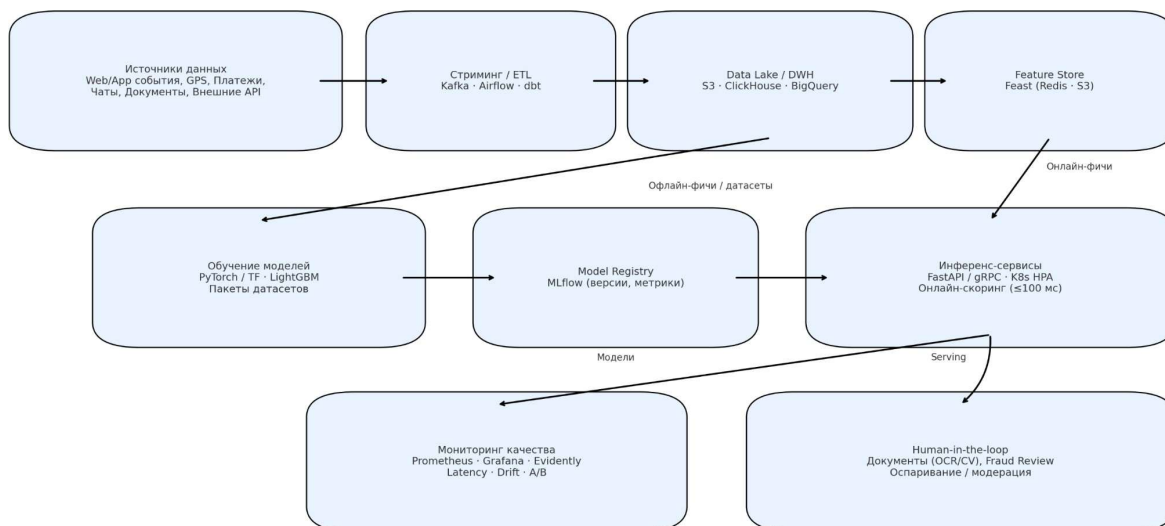 Источники данных
Web/App события, GPS, Платежи,
Чаты, Документы, Внешние API
Стриминг / ETL
Kafka · Airflow · dbt
Data Lake / DWH
S3 · ClickHouse · BigQuery
Feature Store
Feast (Redis · S3)
Онлайн-фичи
Офлайн-фичи / датасеты
Обучение моделей
PyTorch / TF · LightGBM
Пакеты датасетов
Model Registry
MLflow (версии, метрики)
Инференс-сервисы
FastAPI / gRPC · K8s HPA
Онлайн-скоринг (≤100 мс)
Модели
Serving
Мониторинг качества
Prometheus · Grafana · Evidently
Latency · Drift · A/B
Human-in-the-loop
Документы (OCR/CV), Fraud Review
Оспаривание / модерация